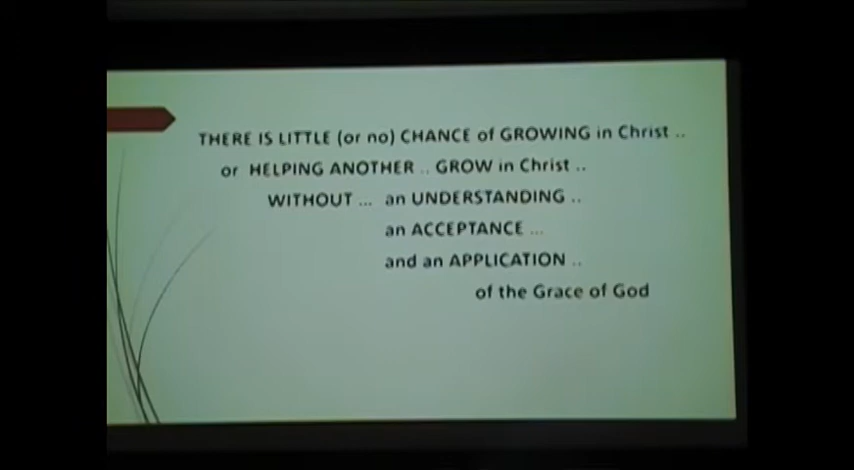 THERE IS LITTLE (or no) CHANCE of GROWING in Christ ..
or HELPING ANOTHER .. GROW in Christ ..
WITHOUT ... an UNDERSTANDING ..
an ACCEPTANCE ...
and an APPLICATION ..
of the Grace of God